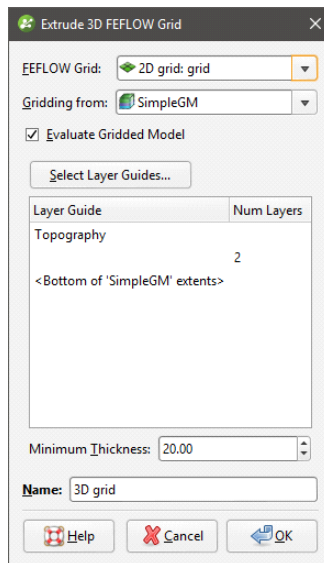 Extrude 3D FEFLOW Grid
FEFLOW Grid: 2D grid: grid
Gridding from: SimpleGM
Evaluate Gridded Model
Select Layer Guides...
Layer Guide Num Layers
Topography
2
<Bottom of 'SimpleGM' extents>
Minimum Thickness: 20.00
Name: 3D grid
Help Cancel OK